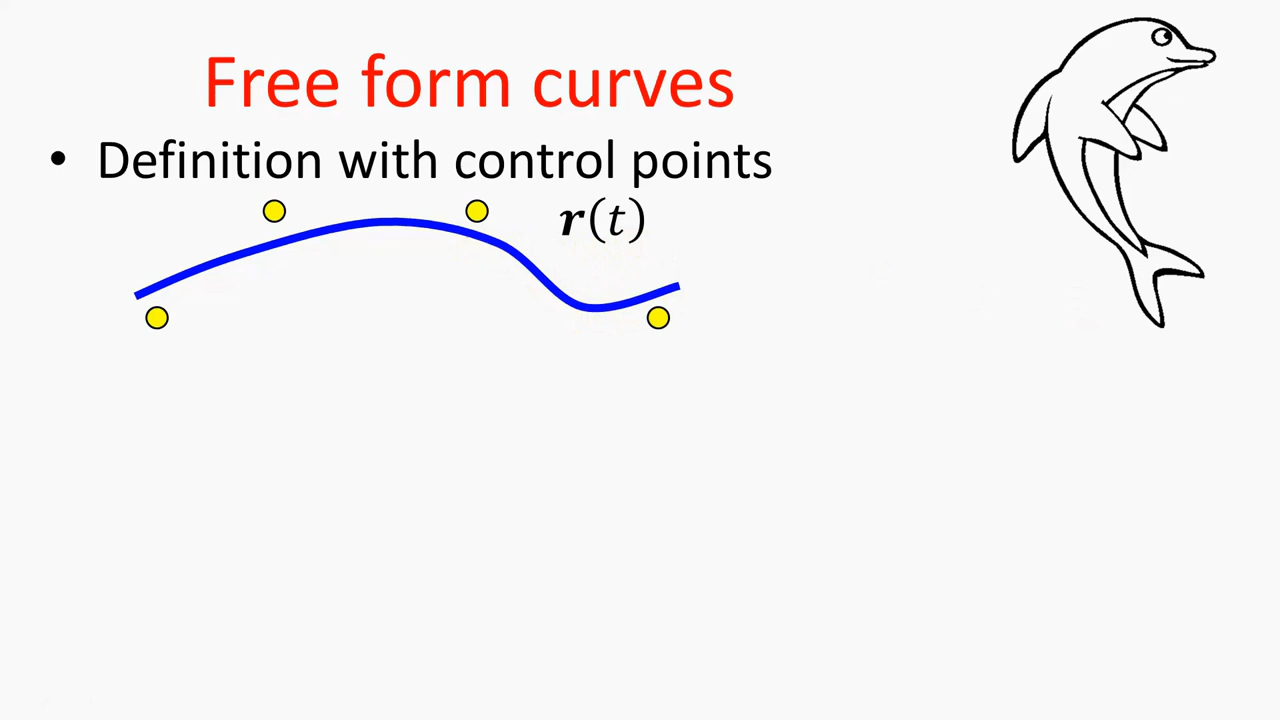 Free form curves
• Definition with control points
r(t)